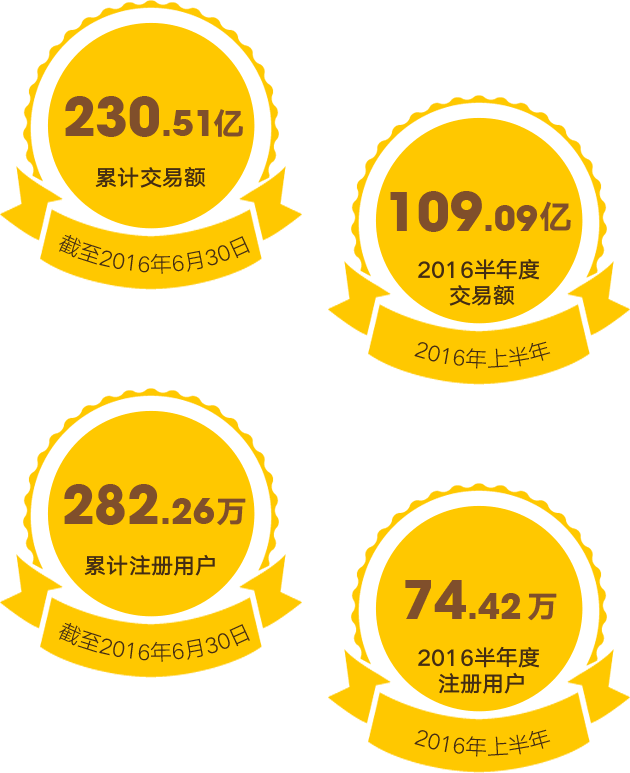 230.51亿
累计交易额
截至2016年6月30日
109.09亿
2016半年度
交易额
2016年上半年
282.26万
累计注册用户
截至2016年6月30日
74.42万
2016半年度
注册用户
2016年上半年